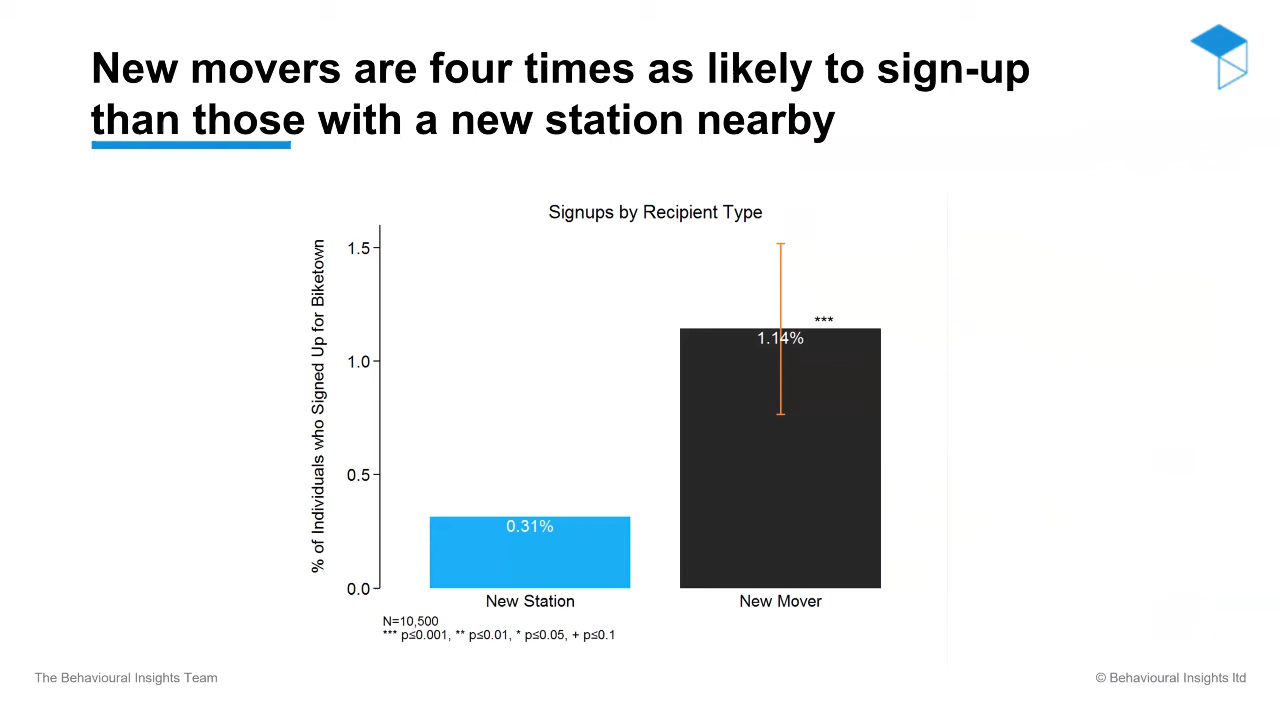 New movers are four times as likely to sign-up
than those with a new station nearby
Signups by Recipient Type
% of Individuals who Signed Up for Biketown
1.5
1.0
0.5
0.0
***
1.14%
0.31%
New Station
New Mover
N=10,500
*** p≤0.001, ** p≤0.01, * p≤0.05, + p≤0.1
The Behavioural Insights Team
© Behavioural Insights ltd